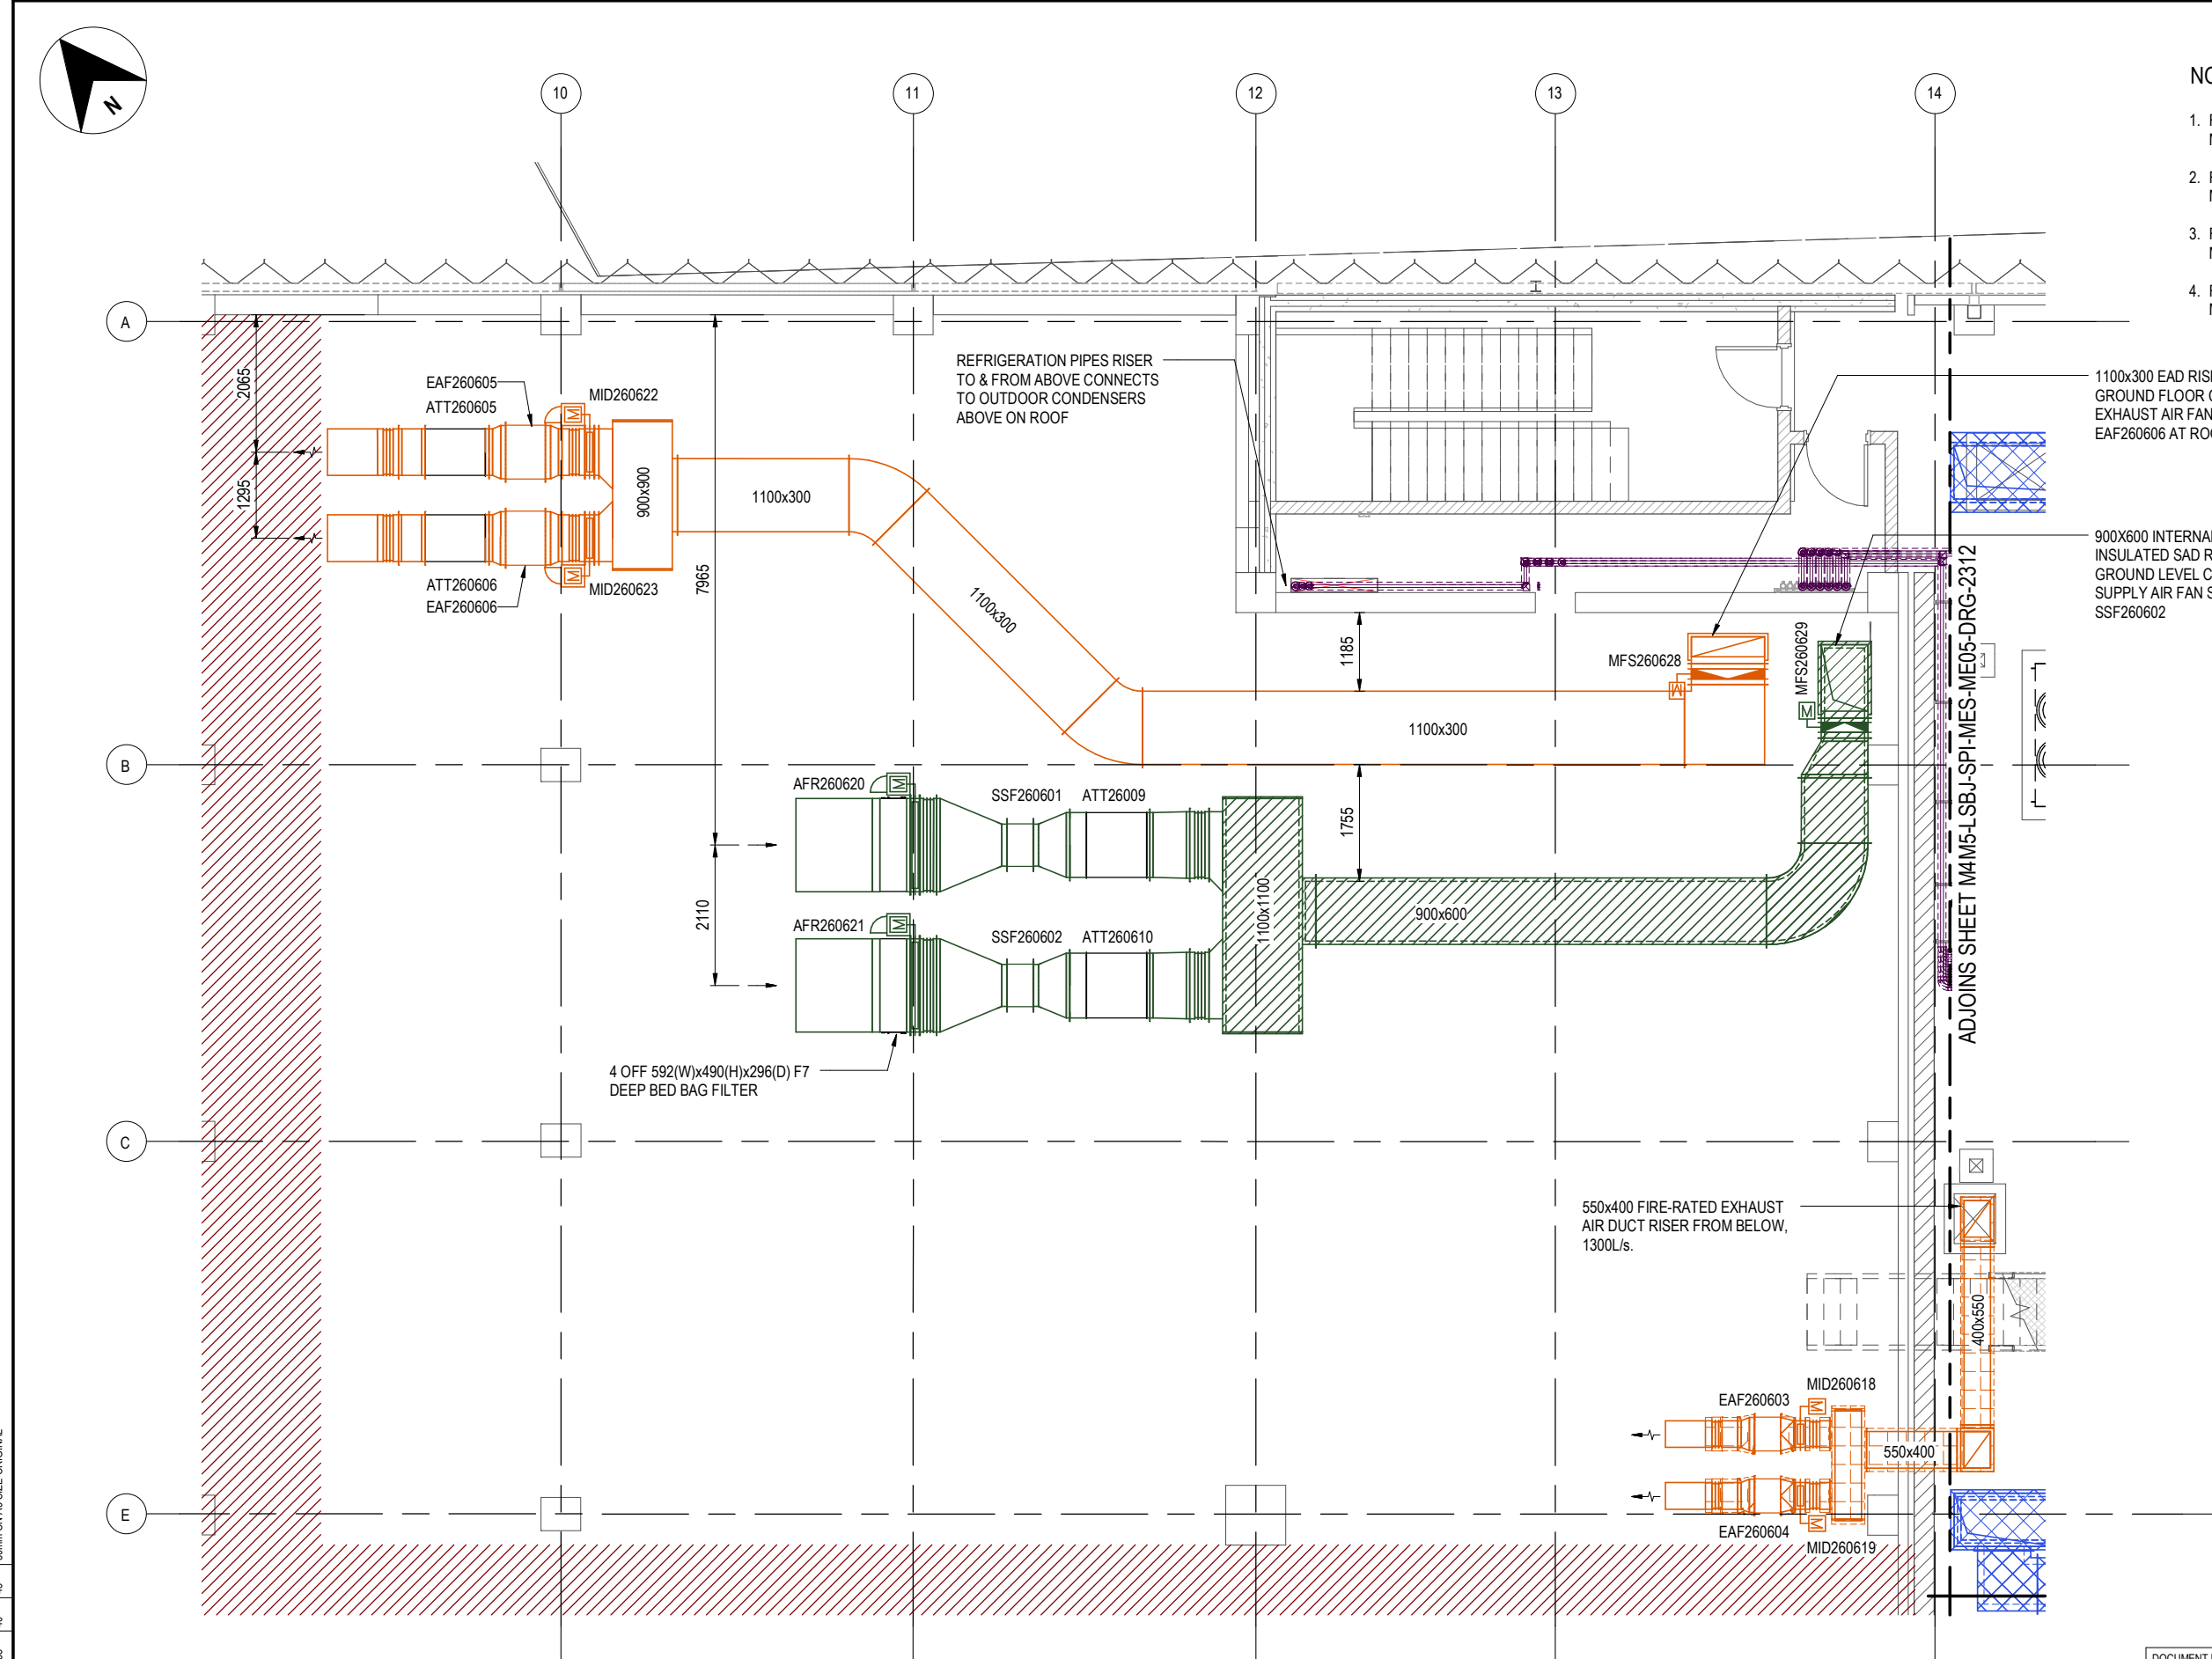 N
10
11
12
13
14
A
B
C
E
1.
2.
3.
4.
2065
1295
EAF260605
ATT260605
MID260622
ATT260606
EAF260606
MID260623
900x900
1100x300
1100x300
7965
2110
REFRIGERATION PIPES RISER
TO & FROM ABOVE CONNECTS
TO OUTDOOR CONDENSERS
ABOVE ON ROOF
1100x300 EAD
GROUND FLOOR
EXHAUST AIR FAN
EAF260606 AT
900X600
INSULATED SAD
GROUND LEVEL
SUPPLY AIR FAN
SSF260602
1185
MFS260628
M
MFS260629
M
1100x300
1755
AFR260620
M
SSF260601
ATT26009
AFR260621
M
SSF260602
ATT260610
1100x1100
900x600
4 OFF 592(W)x490(H)x296(D) F7
DEEP BED BAG FILTER
ADJOINS SHEET M4M5-LSBJ-SPI-MES-ME05-DRG-2312
550x400 FIRE-RATED EXHAUST
AIR DUCT RISER FROM BELOW,
1300L/s.
400x550
EAF260603
MID260618
M
550x400
EAF260604
M
MID260619
M
M
DOCUMENT